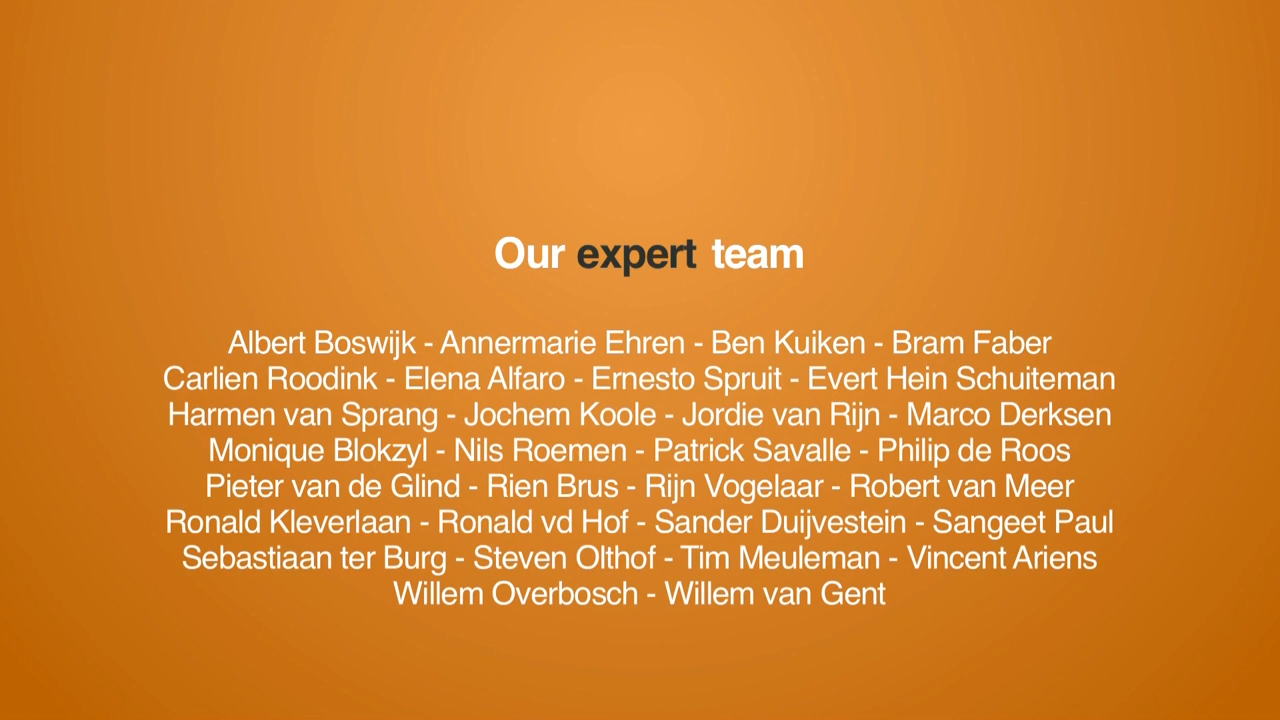 Our expert team
Albert Boswijk - Annermarie Ehren - Ben Kuiken - Bram Faber
Carlien Roodink - Elena Alfaro - Ernesto Spruit - Evert Hein Schuiteman
Harmen van Sprang - Jochem Koole - Jordie van Rijn - Marco Derksen
Monique Blokzyl - Nils Roemen - Patrick Savalle - Philip de Roos
Pieter van de Glind - Rien Brus - Rijn Vogelaar - Robert van Meer
Ronald Kleverlaan - Ronald vd Hof - Sander Duijvestein - Sangeet Paul
Sebastiaan ter Burg - Steven Olthof - Tim Meuleman - Vincent Ariens
Willem Overbosch - Willem van Gent